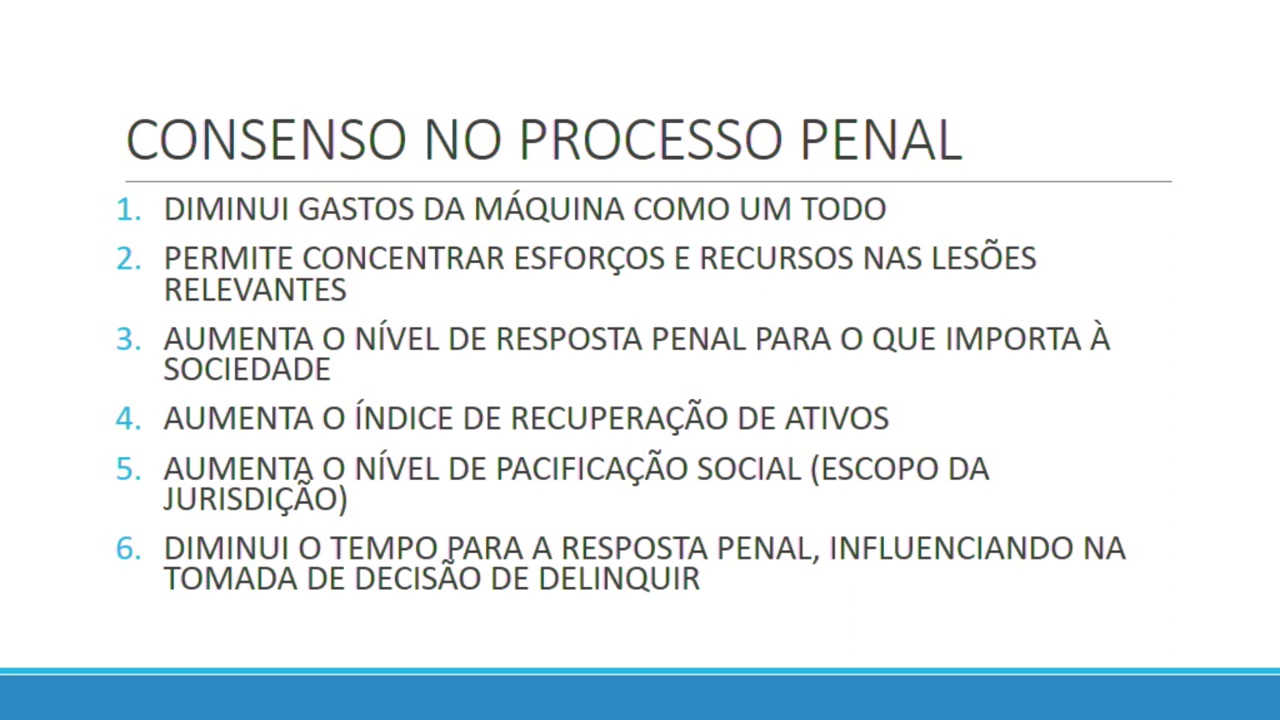 CONSENSO NO PROCESSO PENAL
1. DIMINUI GASTOS DA MÁQUINA COMO UM TODO
2. PERMITE CONCENTRAR ESFORÇOS E RECURSOS NAS LESÕES
RELEVANTES
3. AUMENTA O NÍVEL DE RESPOSTA PENAL PARA O QUE IMPORTA À
SOCIEDADE
4. AUMENTA O ÍNDICE DE RECUPERAÇÃO DE ATIVOS
5. AUMENTA O NÍVEL DE PACIFICAÇÃO SOCIAL (ESCOPO DA
JURISDIÇÃO)
6. DIMINUI O TEMPO PARA A RESPOSTA PENAL, INFLUENCIANDO NA
TOMADA DE DECISÃO DE DELINQUIR